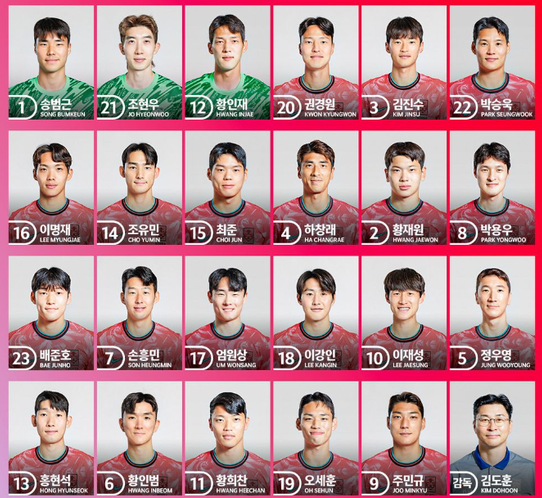 1 송범근
SONG BUMKEUN
21 조현우
JO HYEONWOO
12 황인재
HWANG INJAE
20 권경원
KWON KYUNGWON
3 김진수
KIM JINSU
22 박승욱
PARK SEUNGWOOK
16 이명재
LEE MYUNGJAE
14 조유민
CHO YUMIN
15 최준
CHOI JUN
4 하창래
HA CHANGRAE
2 황재원
HWANG JAEWON
8 박용우
PARK YONGWOO
23 배준호
BAE JUNHO
7 손흥민
SON HEUNGMIN
17 엄원상
UM WONSANG
18 이강인
LEE KANGIN
10 이재성
LEE JAESUNG
5 정우영
JUNG WOOYOUNG
13 홍현석
HONG HYUNSEOK
6 황인범
HWANG INBEOM
11 황희찬
HWANG HEECHAN
19 오세훈
OH SEHUN
9 주민규
JOO MINKYU
감독 김도훈
KIM DOHOON